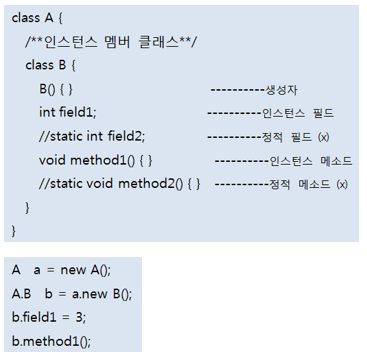 class A {
/**인스턴스 멤버 클래스**/
class B {
B() { } ----------생성자
int field1; ----------인스턴스 필드
//static int field2; ----------정적 필드 (x)
void method1() { } ----------인스턴스 메소드
//static void method2() { } ----------정적 메소드 (x)
}
}
A a = new A();
A.B b = a.new B();
b.field1 = 3;
b.method1();